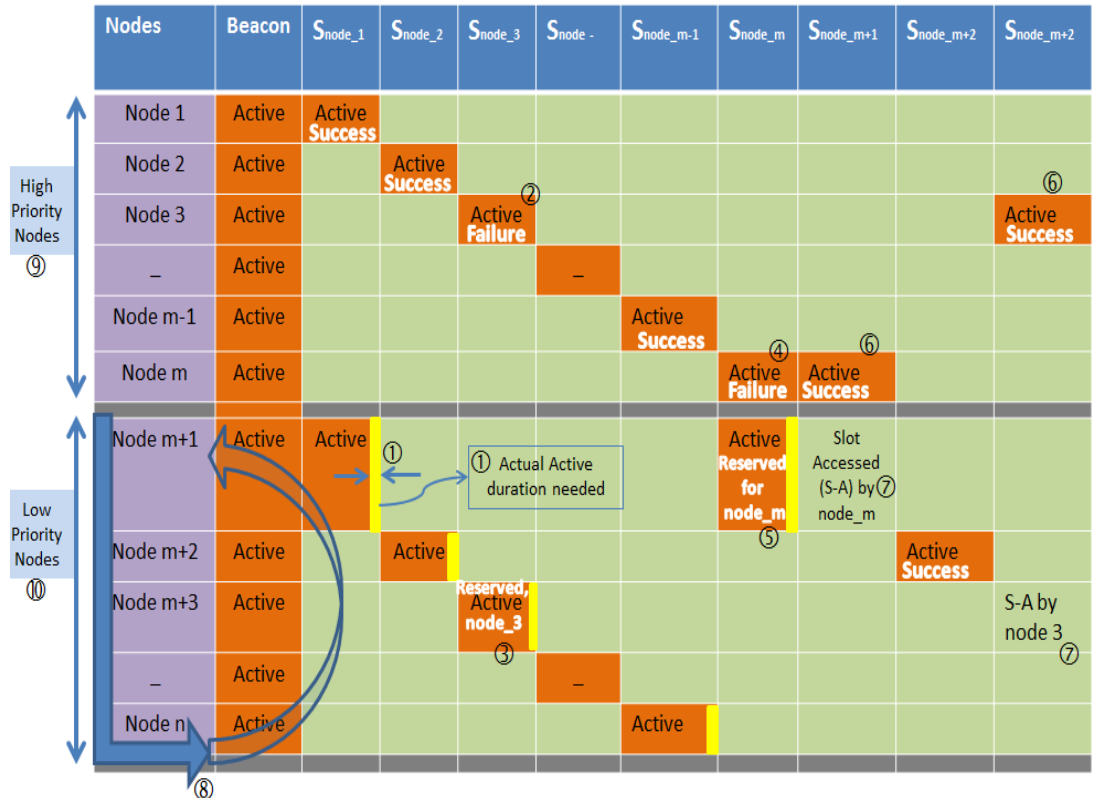 Nodes Beacon Snode_1 Snode_2 Snode_3 Snode - Snode_m-1 Snode_m Snode_m+1 Snode_m+2 Snode_m+2
Node 1 Active Active
Success
Node 2 Active Active
Success
② ⑥
Node 3 Active Active Active
Failure Success
High
Priority
Nodes
⑨
_ Active _
Node m-1 Active Active
Success
④ ⑥
Node m Active Active Active
Failure Success
Node m+1 Active Active ① ① Actual Active
duration needed
Active
Reserved
for
node_m
⑤
Slot
Accessed
(S-A) by ⑦
node_m
Low
Priority
Nodes
⑩
Node m+2 Active Active Active
Success
Node m+3 Active Reserved,
Active
node_3
③
S-A by
node 3
⑦
_ Active _
Node n Active Active
⑧